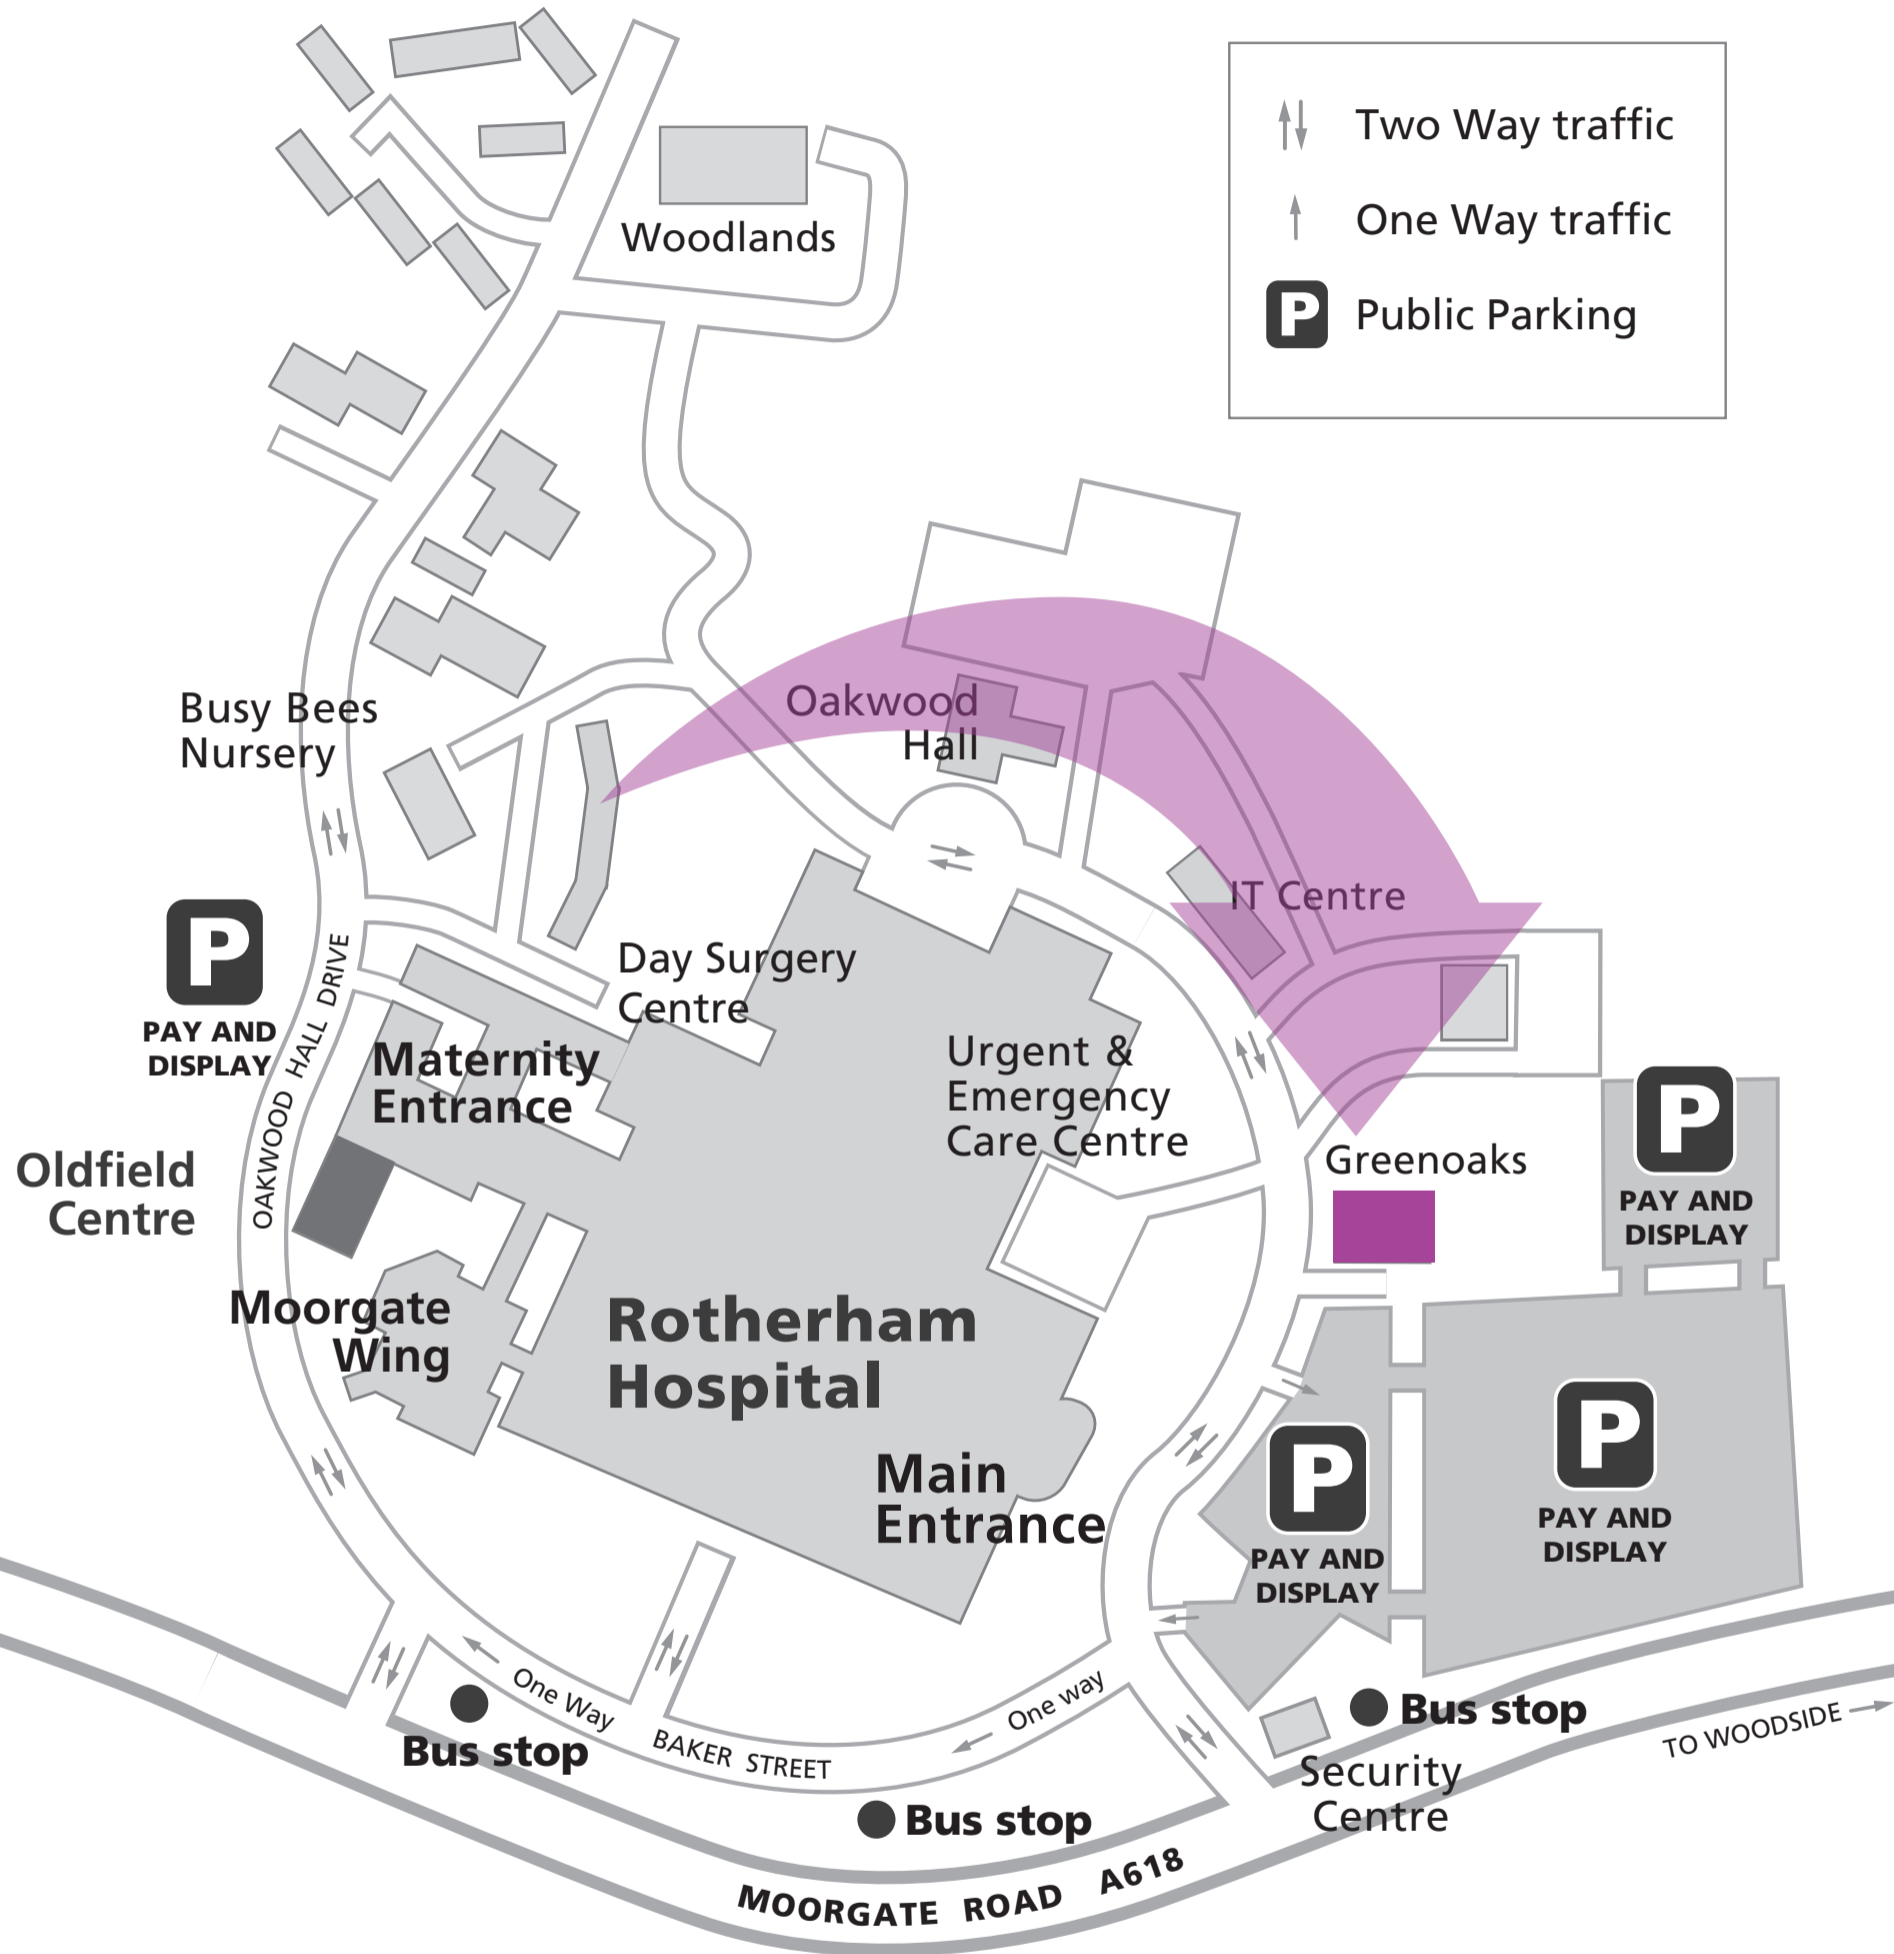 Two Way traffic
One Way traffic
P
Public Parking
Woodlands
Busy Bees
Nursery
Oakwood
Hall
IT Centre
P
PAY AND
DISPLAY
OAKWOOD HALL DRIVE
Day Surgery
Centre
Maternity
Entrance
Urgent &
Emergency
Care Centre
Oldfield
Centre
Greenoaks
P
PAY AND
DISPLAY
Moorgate
Wing
Rotherham
Hospital
Main
Entrance
P
PAY AND
DISPLAY
P
PAY AND
DISPLAY
One Way
BAKER STREET
One way
Bus stop
Bus stop
Bus stop
Security
Centre
TO WOODSIDE
MOORGATE ROAD A618